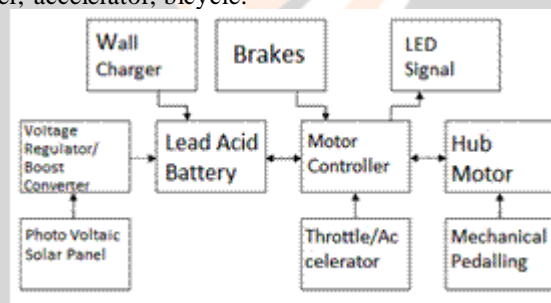 accelerator, bicycle.
Wall
Charger
Brakes
LED
Signal
Voltage
Regulator/
Boost
Converter
Lead Acid
Battery
Motor
Controller
Hub
Motor
Photo Voltaic
Solar Panel
Throttle/Ac
celerator
Mechanical
Pedalling